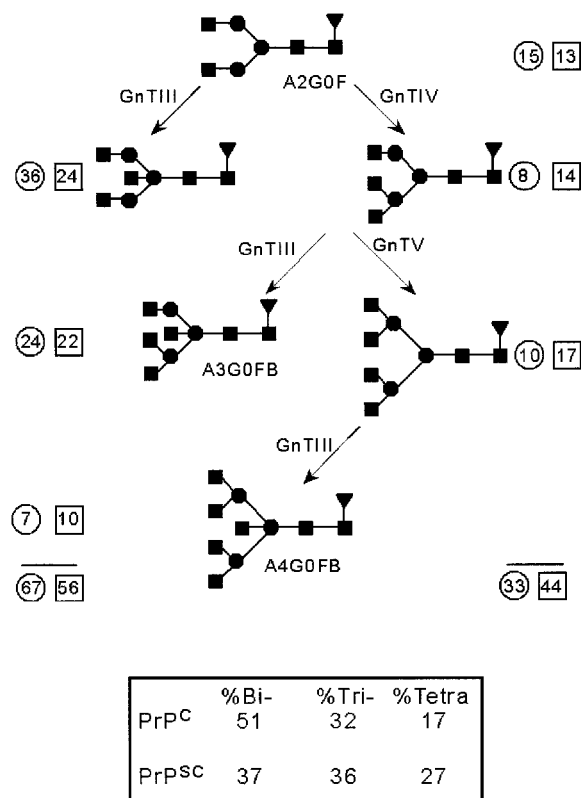 15 13
A2G0F
GnTIII GnTIV
36 24 8 14
GnTIII GnTV
24 22 10 17
A3G0FB
GnTIII
7 10
A4G0FB
67 56 33 44
%Bi- %Tri- %Tetra
PrPC 51 32 17
PrPSC 37 36 27